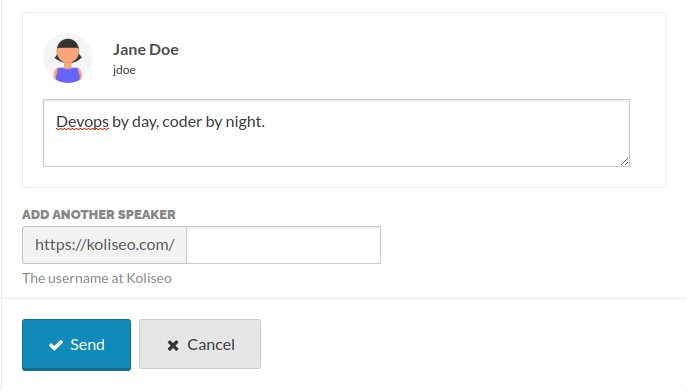 Jane Doe
jdoe
Devops by day, coder by night.
ADD ANOTHER SPEAKER
https://koliseo.com/
The username at Koliseo
Send Cancel